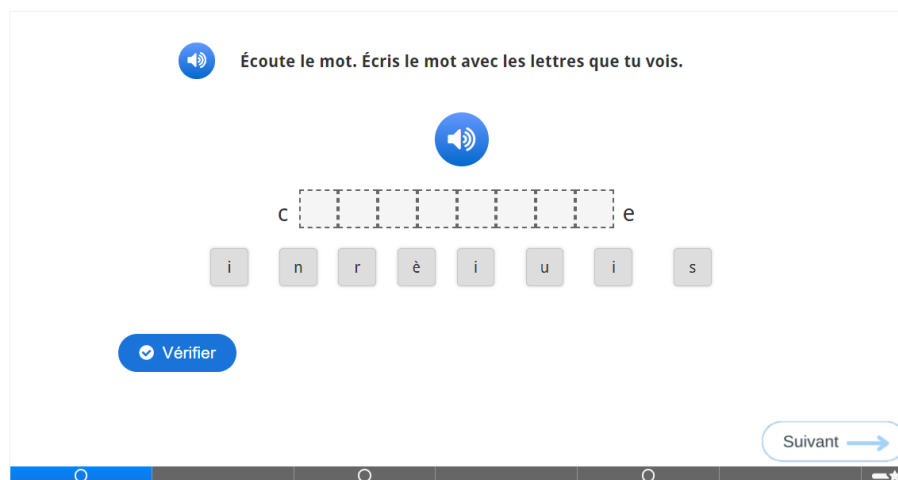 Écoute le mot. Écris le mot avec les lettres que tu vois.
c e
i n r è i u i s
Vérifier
Suivant